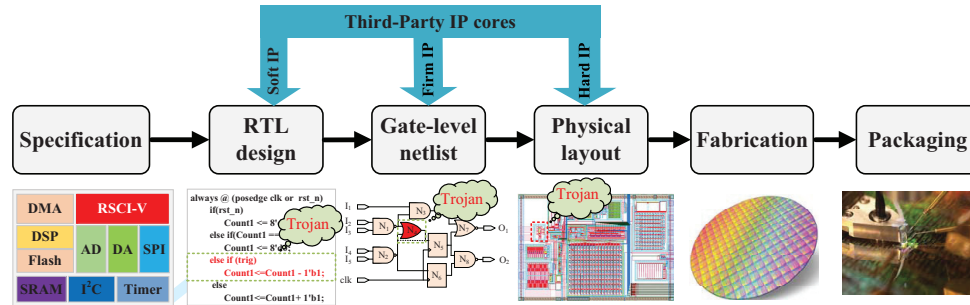 Third-Party IP cores
Soft IP
Firm IP
Hard IP
Specification
RTL
design
Gate-level
netlist
Physical
layout
Fabrication
Packaging
DMA
RSCI-V
DSP
Flash
AD
DA
SPI
SRAM
I²C
Timer
always @ (posedge clk or rst_n)
if(rst_n)
Count1 <= 8'
else if(Count1 ==
Count1 <= 8'
else if (trig)
Count1<=Count1 - 1'b1;
else
Count1<=Count1+ 1'b1;
Trojan
I₁
I₂
I₄
clk
N₁
N₂
N₃
N₅
N₆
N₇
N₈
O₁
O₂
Trojan
Trojan